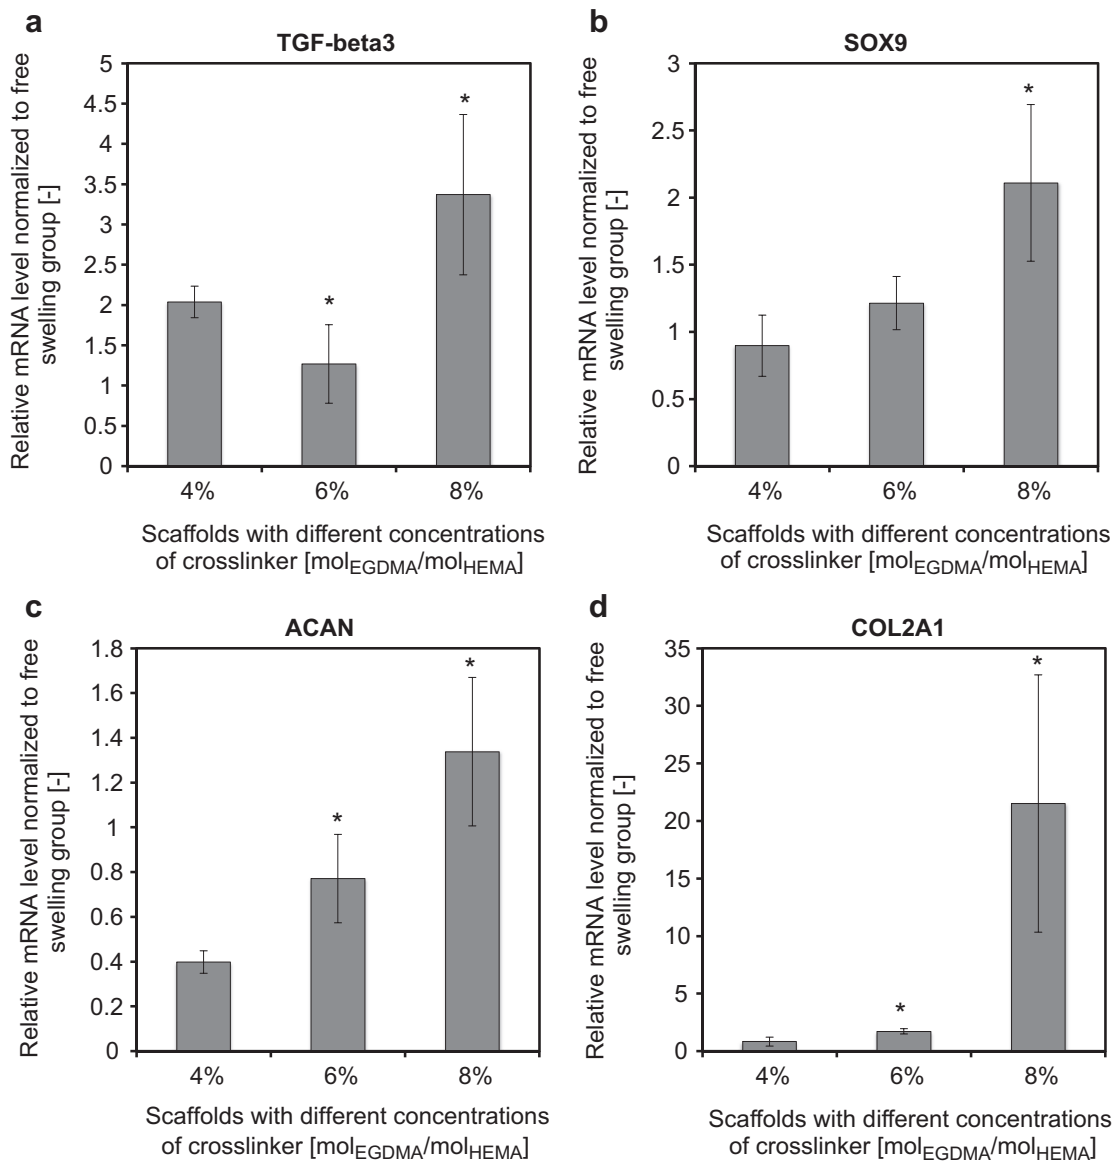 a
TGF-beta3
Relative mRNA level normalized to free
swelling group [-]
5
4.5
4
3.5
3
2.5
2
1.5
1
0.5
0
*
*
4% 6% 8%
Scaffolds with different concentrations
of crosslinker [molEGDMA/molHEMA]
b
SOX9
Relative mRNA level normalized to free
swelling group [-]
3
2.5
2
1.5
1
0.5
0
*
4% 6% 8%
Scaffolds with different concentrations
of crosslinker [molEGDMA/molHEMA]
c
ACAN
Relative mRNA level normalized to free
swelling group [-]
1.8
1.6
1.4
1.2
1
0.8
0.6
0.4
0.2
0
*
*
4% 6% 8%
Scaffolds with different concentrations
of crosslinker [molEGDMA/molHEMA]
d
COL2A1
Relative mRNA level normalized to free
swelling group [-]
35
30
25
20
15
10
5
0
*
*
4% 6% 8%
Scaffolds with different concentrations
of crosslinker [molEGDMA/molHEMA]